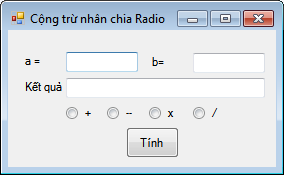 Cộng trừ nhân chia Radio
a = b=
Kết quả
+ -- x /
Tính